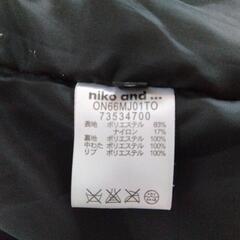 niko and ...
ON66MJ01TO
73534700
表地 ポリエステル 83%
ナイロン 17%
裏地 ポリエステル 100%
中わた ポリエステル 100%
リブ ポリエステル 100%